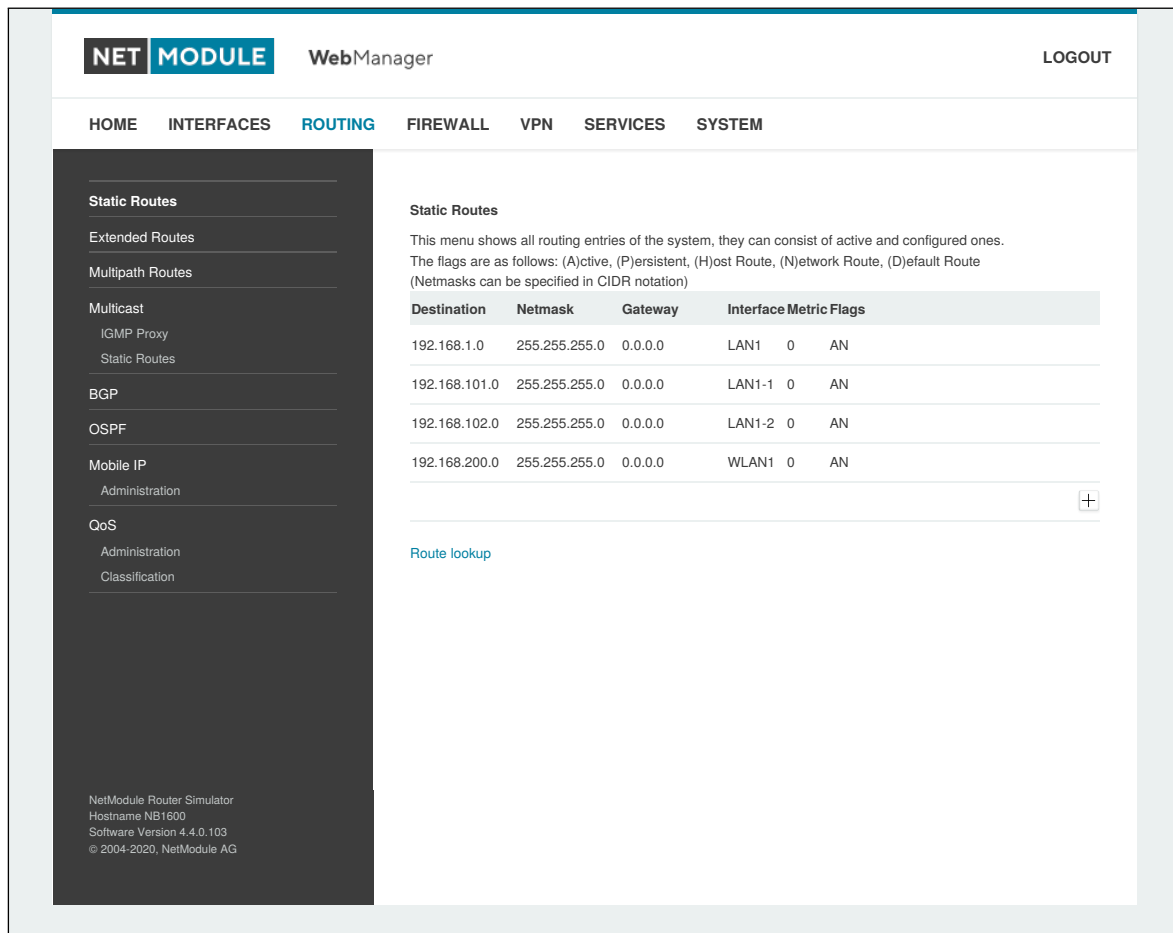 NET MODULE WebManager LOGOUT
HOME INTERFACES ROUTING FIREWALL VPN SERVICES SYSTEM
Static Routes
Extended Routes
Multipath Routes
Multicast
IGMP Proxy
Static Routes
BGP
OSPF
Mobile IP
Administration
QoS
Administration
Classification
NetModule Router Simulator
Hostname NB1600
Software Version 4.4.0.103
© 2004-2020, NetModule AG
Static Routes
This menu shows all routing entries of the system, they can consist of active and configured ones.
The flags are as follows: (A)ctive, (P)ersistent, (H)ost Route, (N)etwork Route, (D)efault Route
(Netmasks can be specified in CIDR notation)
Destination Netmask Gateway Interface Metric Flags
192.168.1.0 255.255.255.0 0.0.0.0 LAN1 0 AN
192.168.101.0 255.255.255.0 0.0.0.0 LAN1-1 0 AN
192.168.102.0 255.255.255.0 0.0.0.0 LAN1-2 0 AN
192.168.200.0 255.255.255.0 0.0.0.0 WLAN1 0 AN
Route lookup